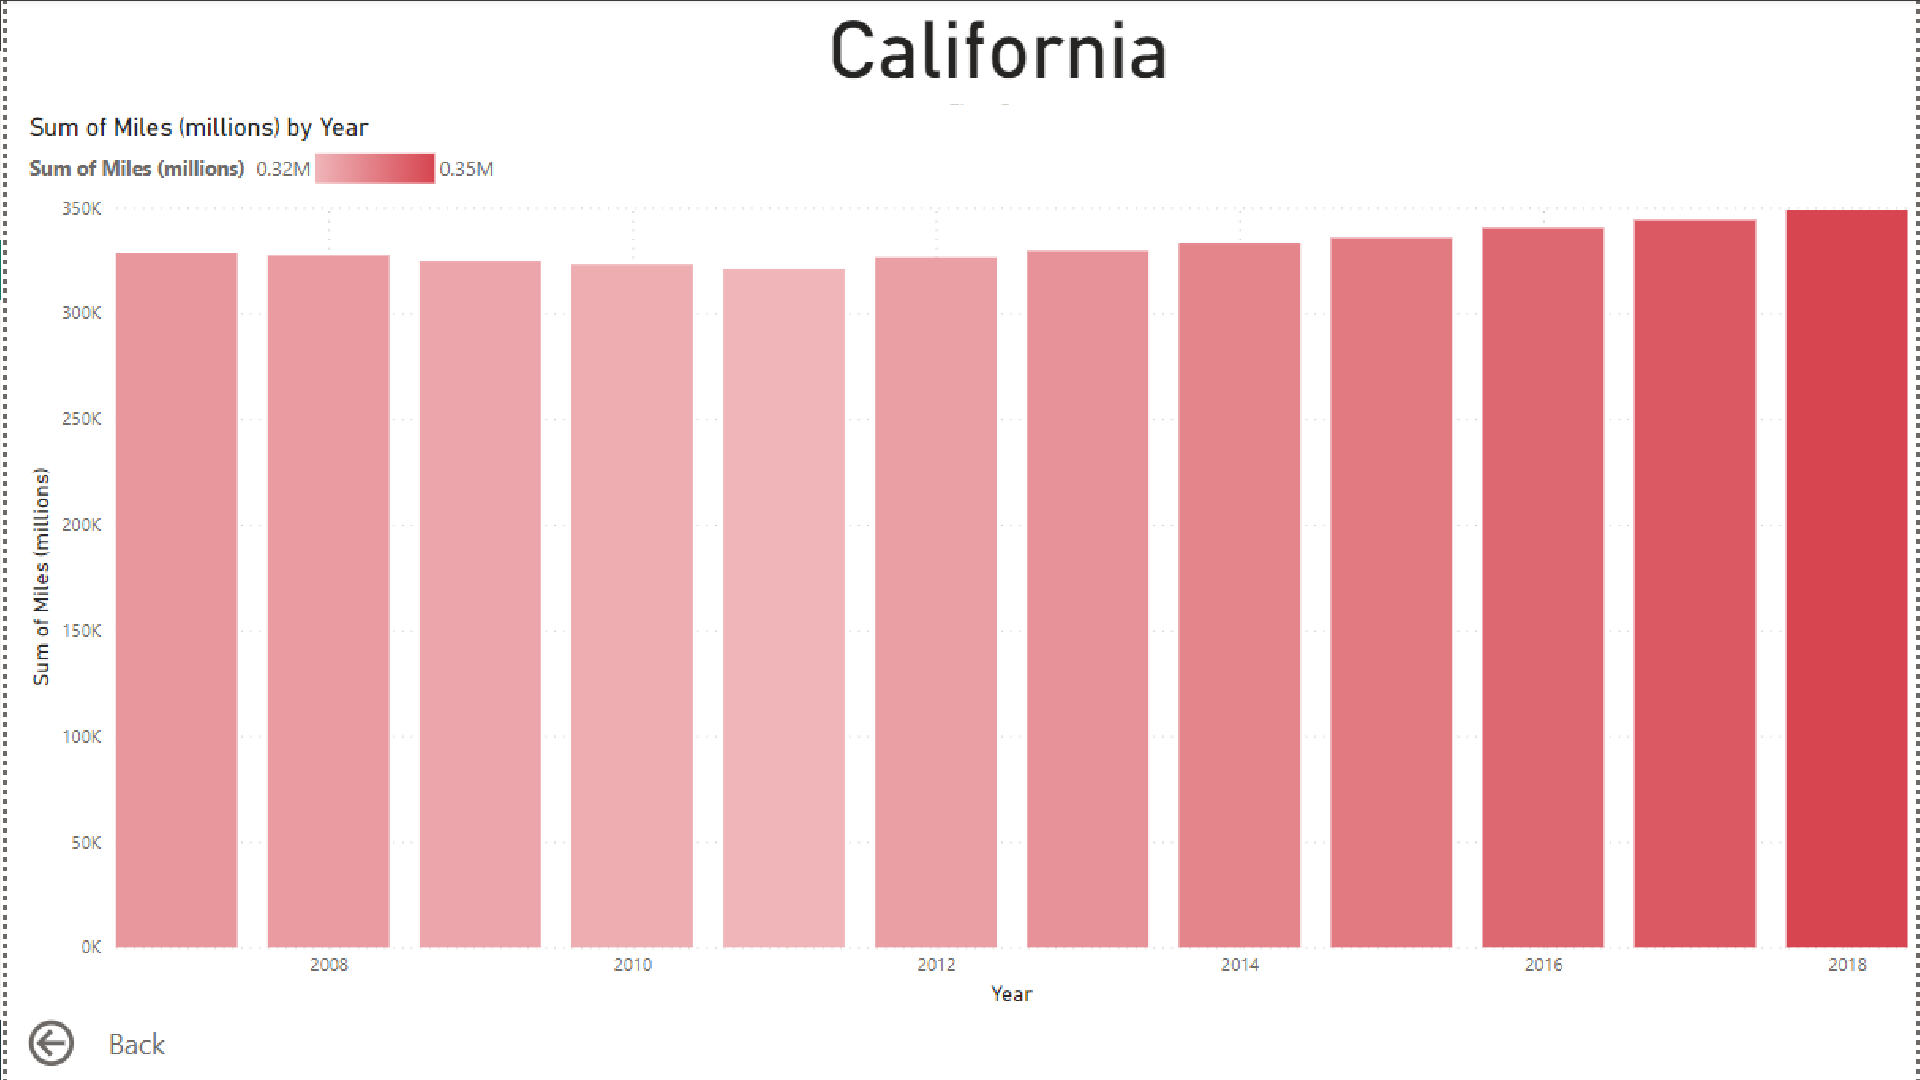 California
Sum of Miles (millions) by Year
Sum of Miles (millions) 0.32M 0.35M
350K
300K
250K
200K
150K
100K
50K
0K
Sum of Miles (millions)
2008 2010 2012 2014 2016 2018
Year
Back